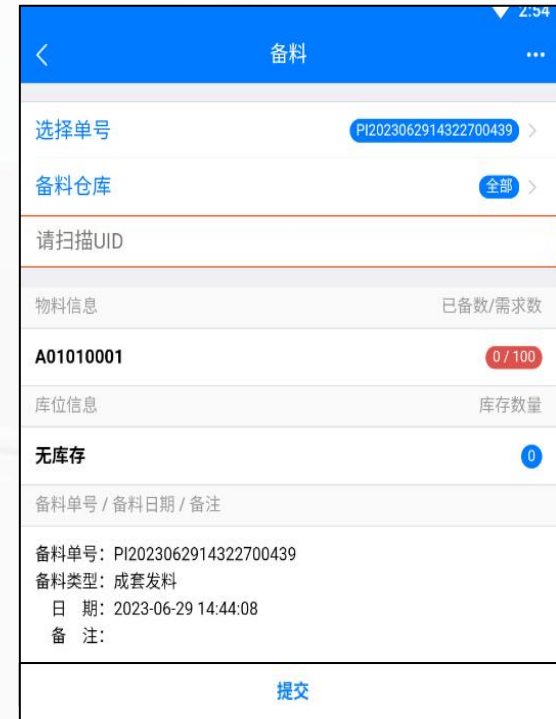 2:54
备料
选择单号 PI2023062914322700439
备料仓库 全部
请扫描UID
物料信息 已备数/需求数
A01010001 0 / 100
库位信息 库存数量
无库存 0
备料单号 / 备料日期 / 备注
备料单号：PI2023062914322700439
备料类型：成套发料
日 期：2023-06-29 14:44:08
备 注：
提交